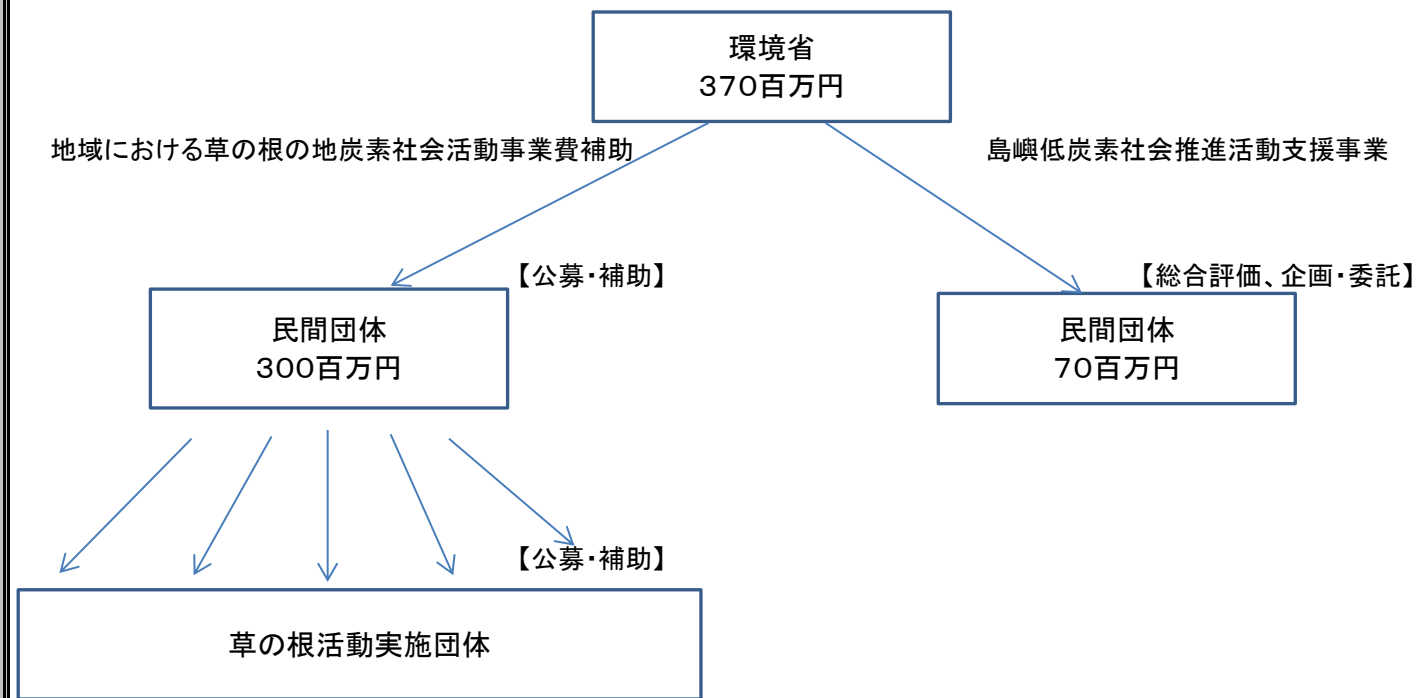 環境省
370百万円
地域における草の根の地炭素社会活動事業費補助
島嶼低炭素社会推進活動支援事業
【公募・補助】
【総合評価、企画・委託】
民間団体
300百万円
民間団体
70百万円
【公募・補助】
草の根活動実施団体